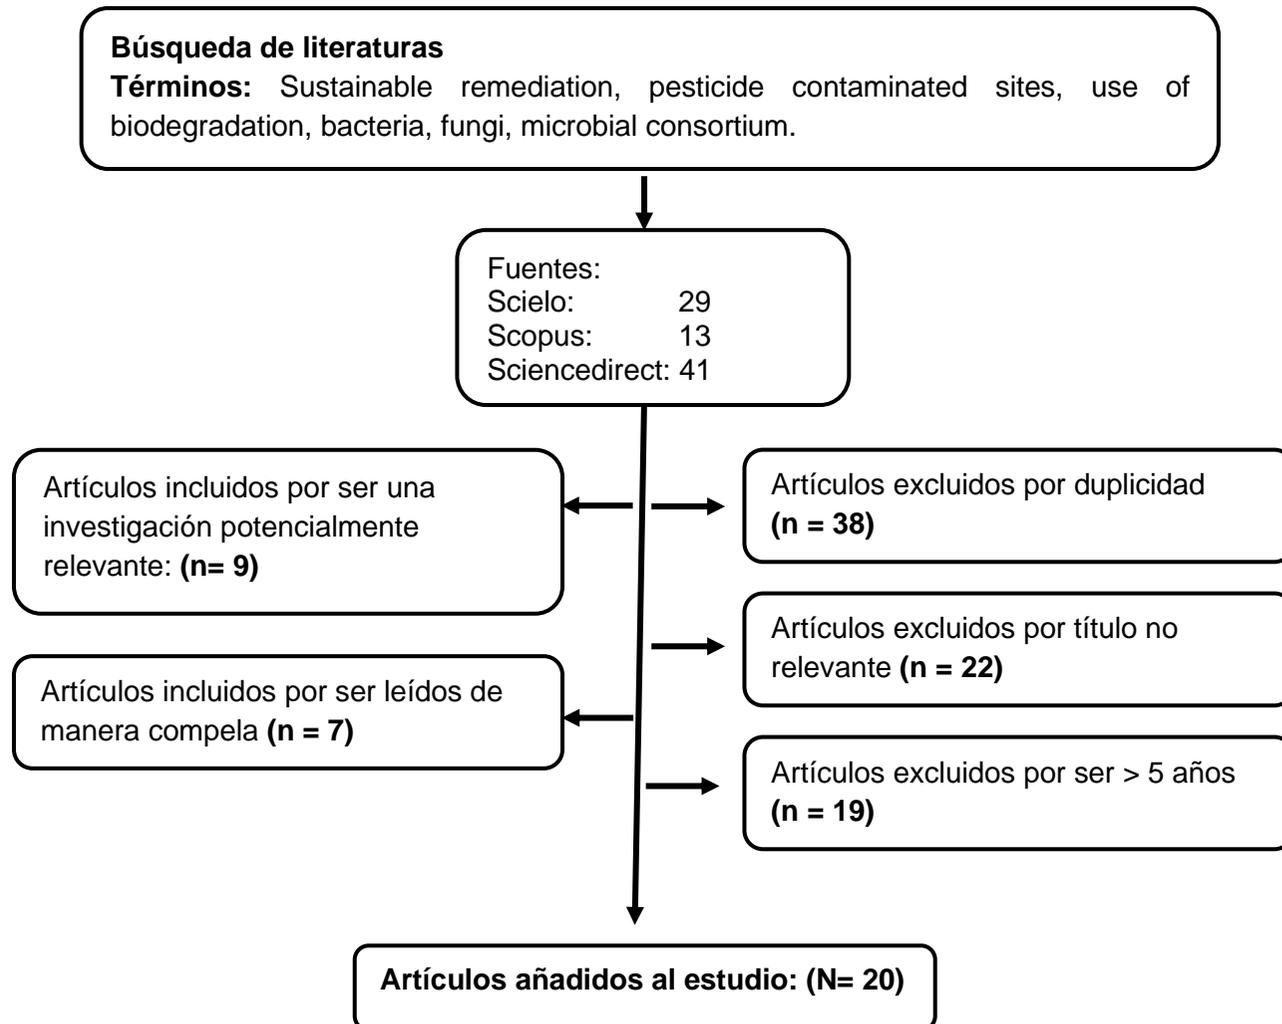 Búsqueda de literaturas
Términos: Sustainable remediation, pesticide contaminated sites, use of
biodegradation, bacteria, fungi, microbial consortium.
Fuentes:
Scielo: 29
Scopus: 13
Sciencedirect: 41
Artículos incluidos por ser una
investigación potencialmente
relevante: (n= 9)
Artículos excluidos por duplicidad
(n = 38)
Artículos excluidos por título no
relevante (n = 22)
Artículos incluidos por ser leídos de
manera compela (n = 7)
Artículos excluidos por ser > 5 años
(n = 19)
Artículos añadidos al estudio: (N= 20)